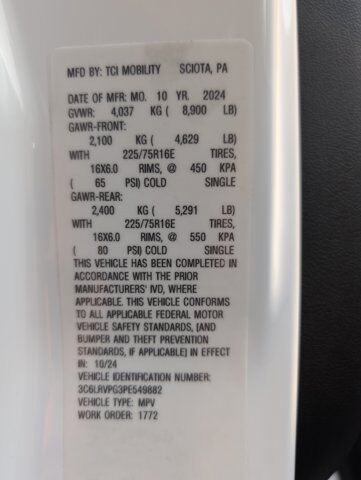 MFD BY: TCI MOBILITY SCIOTA, PA
DATE OF MFR: MO. 10 YR. 2024
GVWR: 4,037 KG ( 8,900 LB)
GAWR-FRONT:
2,100 KG ( 4,629 LB)
WITH 225/75R16E TIRES,
16X6.0 RIMS, @ 450 KPA
( 65 PSI) COLD SINGLE
GAWR-REAR:
2,400 KG ( 5,291 LB)
WITH 225/75R16E TIRES,
16X6.0 RIMS, @ 550 KPA
( 80 PSI) COLD SINGLE
THIS VEHICLE HAS BEEN COMPLETED IN
ACCORDANCE WITH THE PRIOR
MANUFACTURERS' IVD, WHERE
APPLICABLE. THIS VEHICLE CONFORMS
TO ALL APPLICABLE FEDERAL MOTOR
VEHICLE SAFETY STANDARDS, (AND
BUMPER AND THEFT PREVENTION
STANDARDS, IF APPLICABLE) IN EFFECT
IN: 10/24
VEHICLE IDENTIFICATION NUMBER:
3C6LRVPG3PE549882
VEHICLE TYPE: MPV
WORK ORDER: 1772